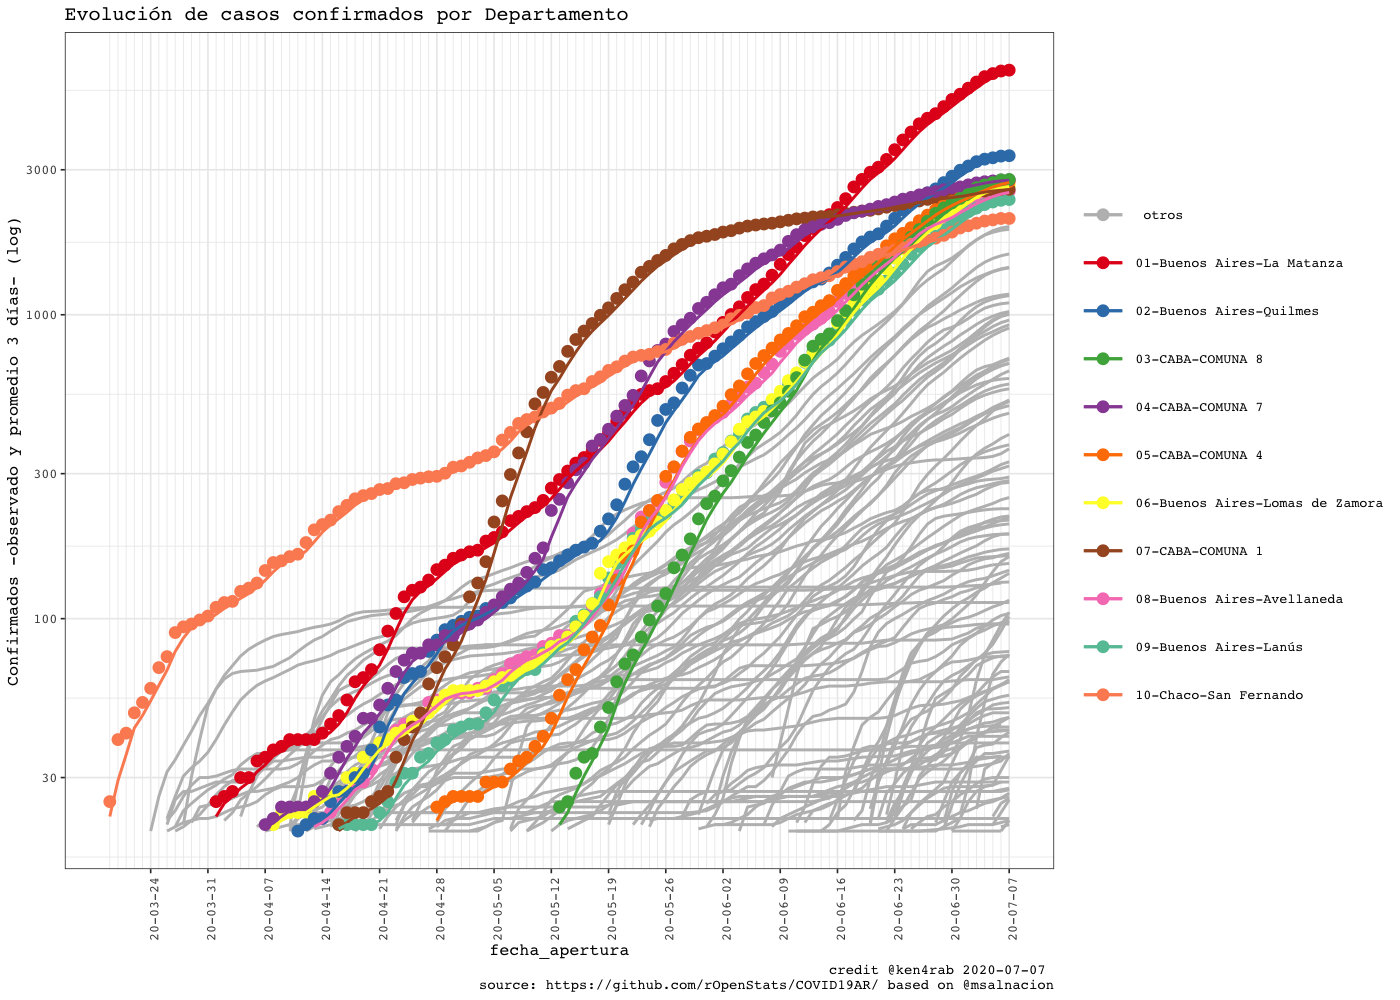 Evolución de casos confirmados por Departamento
Confirmados -observado y promedio 3 días- (log)
3000
1000
300
100
30
20-03-24
20-03-31
20-04-07
20-04-14
20-04-21
20-04-28
20-05-05
20-05-12
20-05-19
20-05-26
20-06-02
20-06-09
20-06-16
20-06-23
20-06-30
20-07-07
fecha_apertura
otros
01-Buenos Aires-La Matanza
02-Buenos Aires-Quilmes
03-CABA-COMUNA 8
04-CABA-COMUNA 7
05-CABA-COMUNA 4
06-Buenos Aires-Lomas de Zamora
07-CABA-COMUNA 1
08-Buenos Aires-Avellaneda
09-Buenos Aires-Lanús
10-Chaco-San Fernando
credit @ken4rab 2020-07-07
source: https://github.com/rOpenStats/COVID19AR/ based on @msalnacion